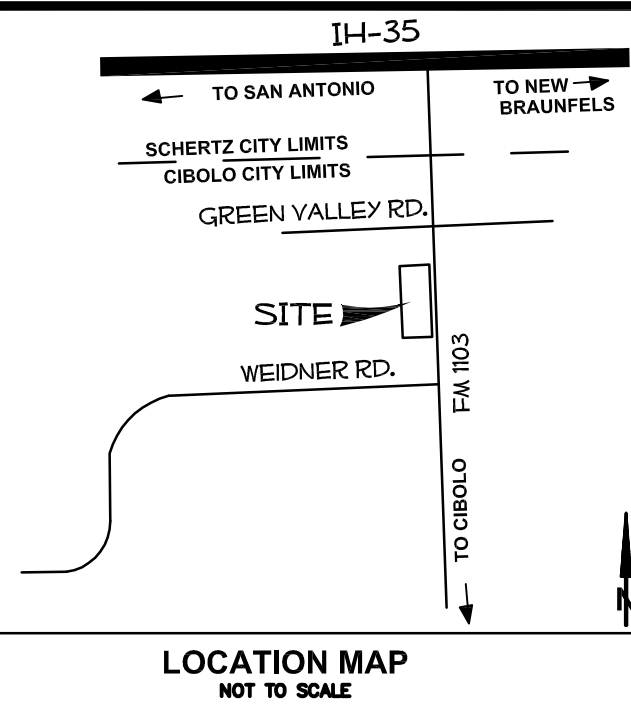 IH-35
TO SAN ANTONIO
TO NEW
BRAUNFELS
SCHERTZ CITY LIMITS
CIBOLO CITY LIMITS
GREEN VALLEY RD.
SITE
WEIDNER RD.
FM 1103
TO CIBOLO
N
LOCATION MAP
NOT TO SCALE